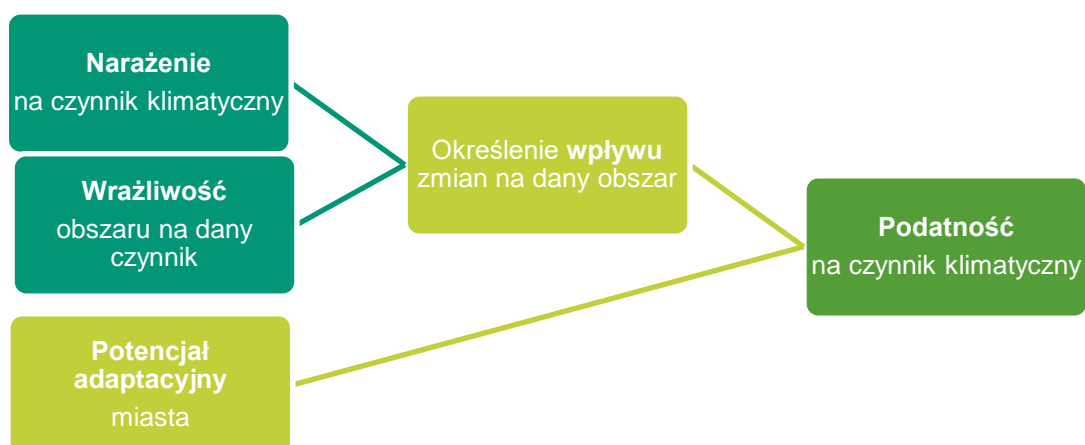 Narażenie
na czynnik klimatyczny
Wrażliwość
obszaru na dany
czynnik
Potencjał
adaptacyjny
miasta
Określenie wpływu
zmian na dany obszar
Podatność
na czynnik klimatyczny